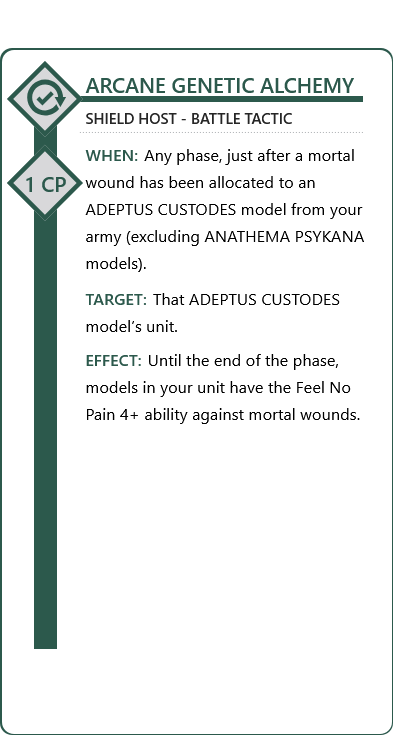 ARCANE GENETIC ALCHEMY
SHIELD HOST - BATTLE TACTIC
1 CP
WHEN: Any phase, just after a mortal
wound has been allocated to an
ADEPTUS CUSTODES model from your
army (excluding ANATHEMA PSYKANA
models).
TARGET: That ADEPTUS CUSTODES
model’s unit.
EFFECT: Until the end of the phase,
models in your unit have the Feel No
Pain 4+ ability against mortal wounds.